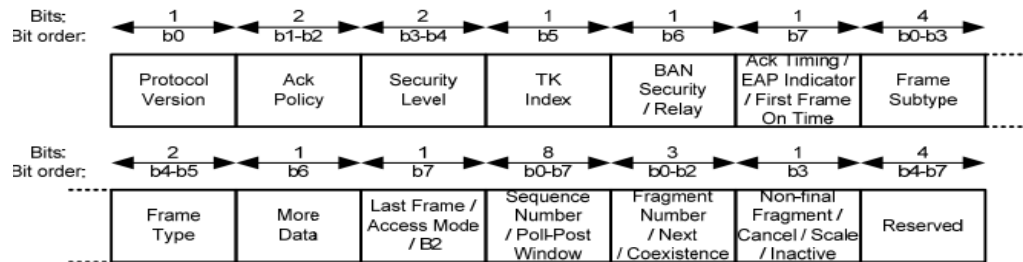 Bits: 1 2 2 1 1 1 4
Bit order: b0 b1-b2 b3-b4 b5 b6 b7 b0-b3
Protocol Version
Ack Policy
Security Level
TK Index
BAN Security / Relay
Ack Timing / EAP Indicator / First Frame On Time
Frame Subtype
Bits: 2 1 1 8 3 1 4
Bit order: b4-b5 b6 b7 b0-b7 b0-b2 b3 b4-b7
Frame Type
More Data
Last Frame / Access Mode / B2
Sequence Number / Poll-Post Window
Fragment Number / Next / Coexistence
Non-final Fragment / Cancel / Scale / Inactive
Reserved